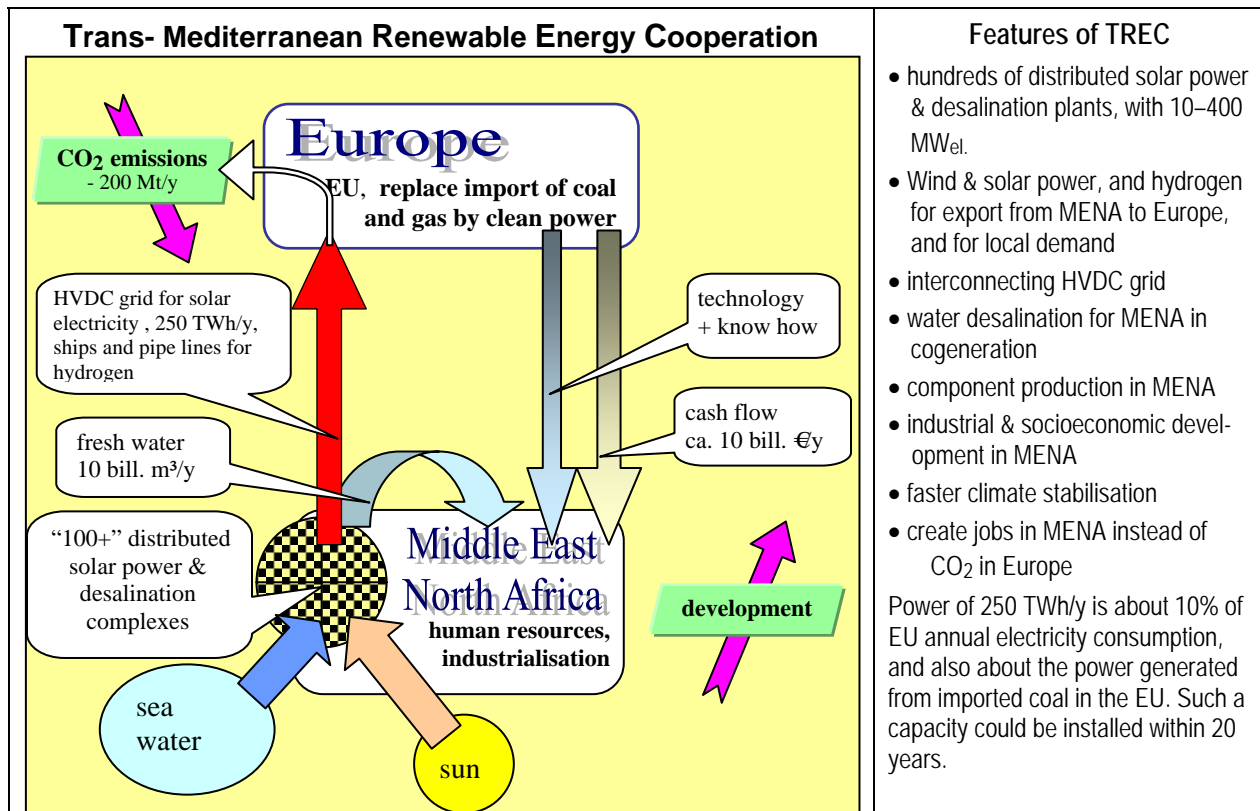 Trans- Mediterranean Renewable Energy Cooperation
CO2 emissions
- 200 Mt/y
Europe
EU, replace import of coal
and gas by clean power
HVDC grid for solar
electricity , 250 TWh/y,
ships and pipe lines for
hydrogen
technology
+ know how
fresh water
10 bill. m³/y
cash flow
ca. 10 bill. €/y
"100+" distributed
solar power &
desalination
complexes
Middle East
North Africa
human resources,
industrialisation
development
sea
water
sun
Features of TREC
• hundreds of distributed solar power
& desalination plants, with 10–400
MWel.
• Wind & solar power, and hydrogen
for export from MENA to Europe,
and for local demand
• interconnecting HVDC grid
• water desalination for MENA in
cogeneration
• component production in MENA
• industrial & socioeconomic devel-
opment in MENA
• faster climate stabilisation
• create jobs in MENA instead of
CO2 in Europe
Power of 250 TWh/y is about 10% of
EU annual electricity consumption,
and also about the power generated
from imported coal in the EU. Such a
capacity could be installed within 20
years.